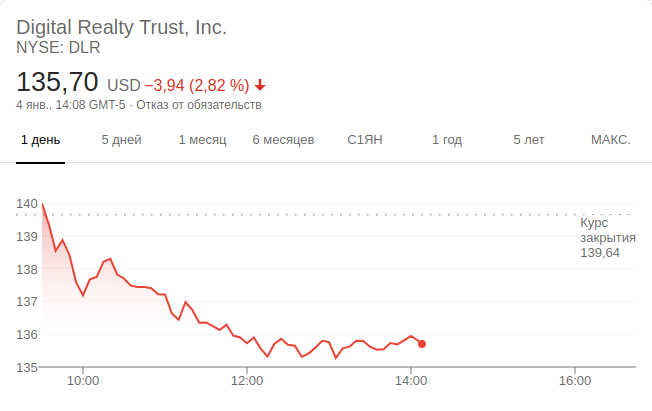 Digital Realty Trust, Inc.
NYSE: DLR
135,70 USD −3,94 (2,82 %)
4 янв., 14:08 GMT-5 · Отказ от обязательств
1 день 5 дней 1 месяц 6 месяцев С1ЯН 1 год 5 лет МАКС.
140
Курс
139
закрытия
139,64
138
137
136
135
10:00 12:00 14:00 16:00